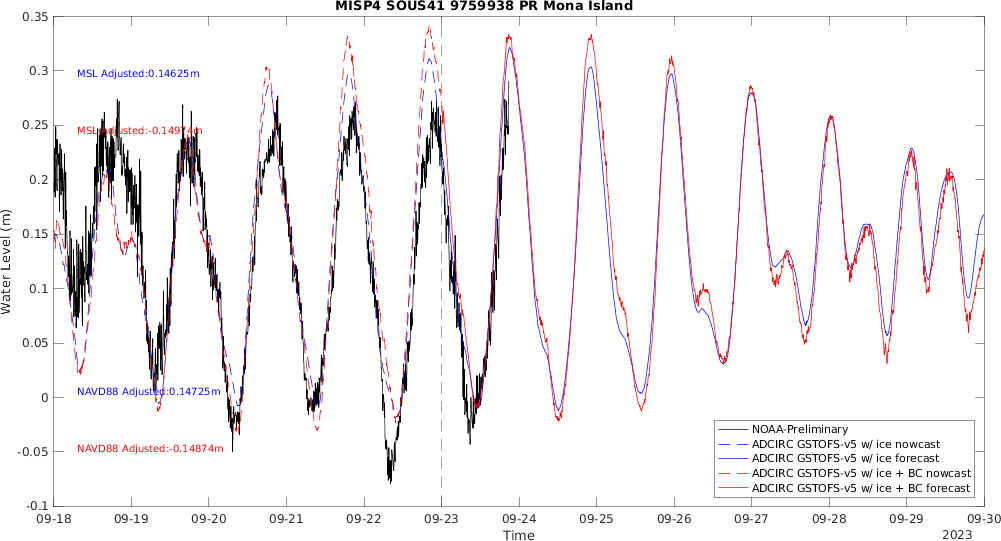 MISP4 SOUS41 9759938 PR Mona Island
0.35
0.3
0.25
0.2
0.15
0.1
0.05
0
-0.05
-0.1
Water Level (m)
MSL Adjusted:0.14625m
MSL Adjusted:-0.14974m
NAVD88 Adjusted:0.14725m
NAVD88 Adjusted:-0.14874m
NOAA-Preliminary
ADCIRC GSTOFS-v5 w/ ice nowcast
ADCIRC GSTOFS-v5 w/ ice forecast
ADCIRC GSTOFS-v5 w/ ice + BC nowcast
ADCIRC GSTOFS-v5 w/ ice + BC forecast
09-18 09-19 09-20 09-21 09-22 09-23 09-24 09-25 09-26 09-27 09-28 09-29 09-30
Time
2023